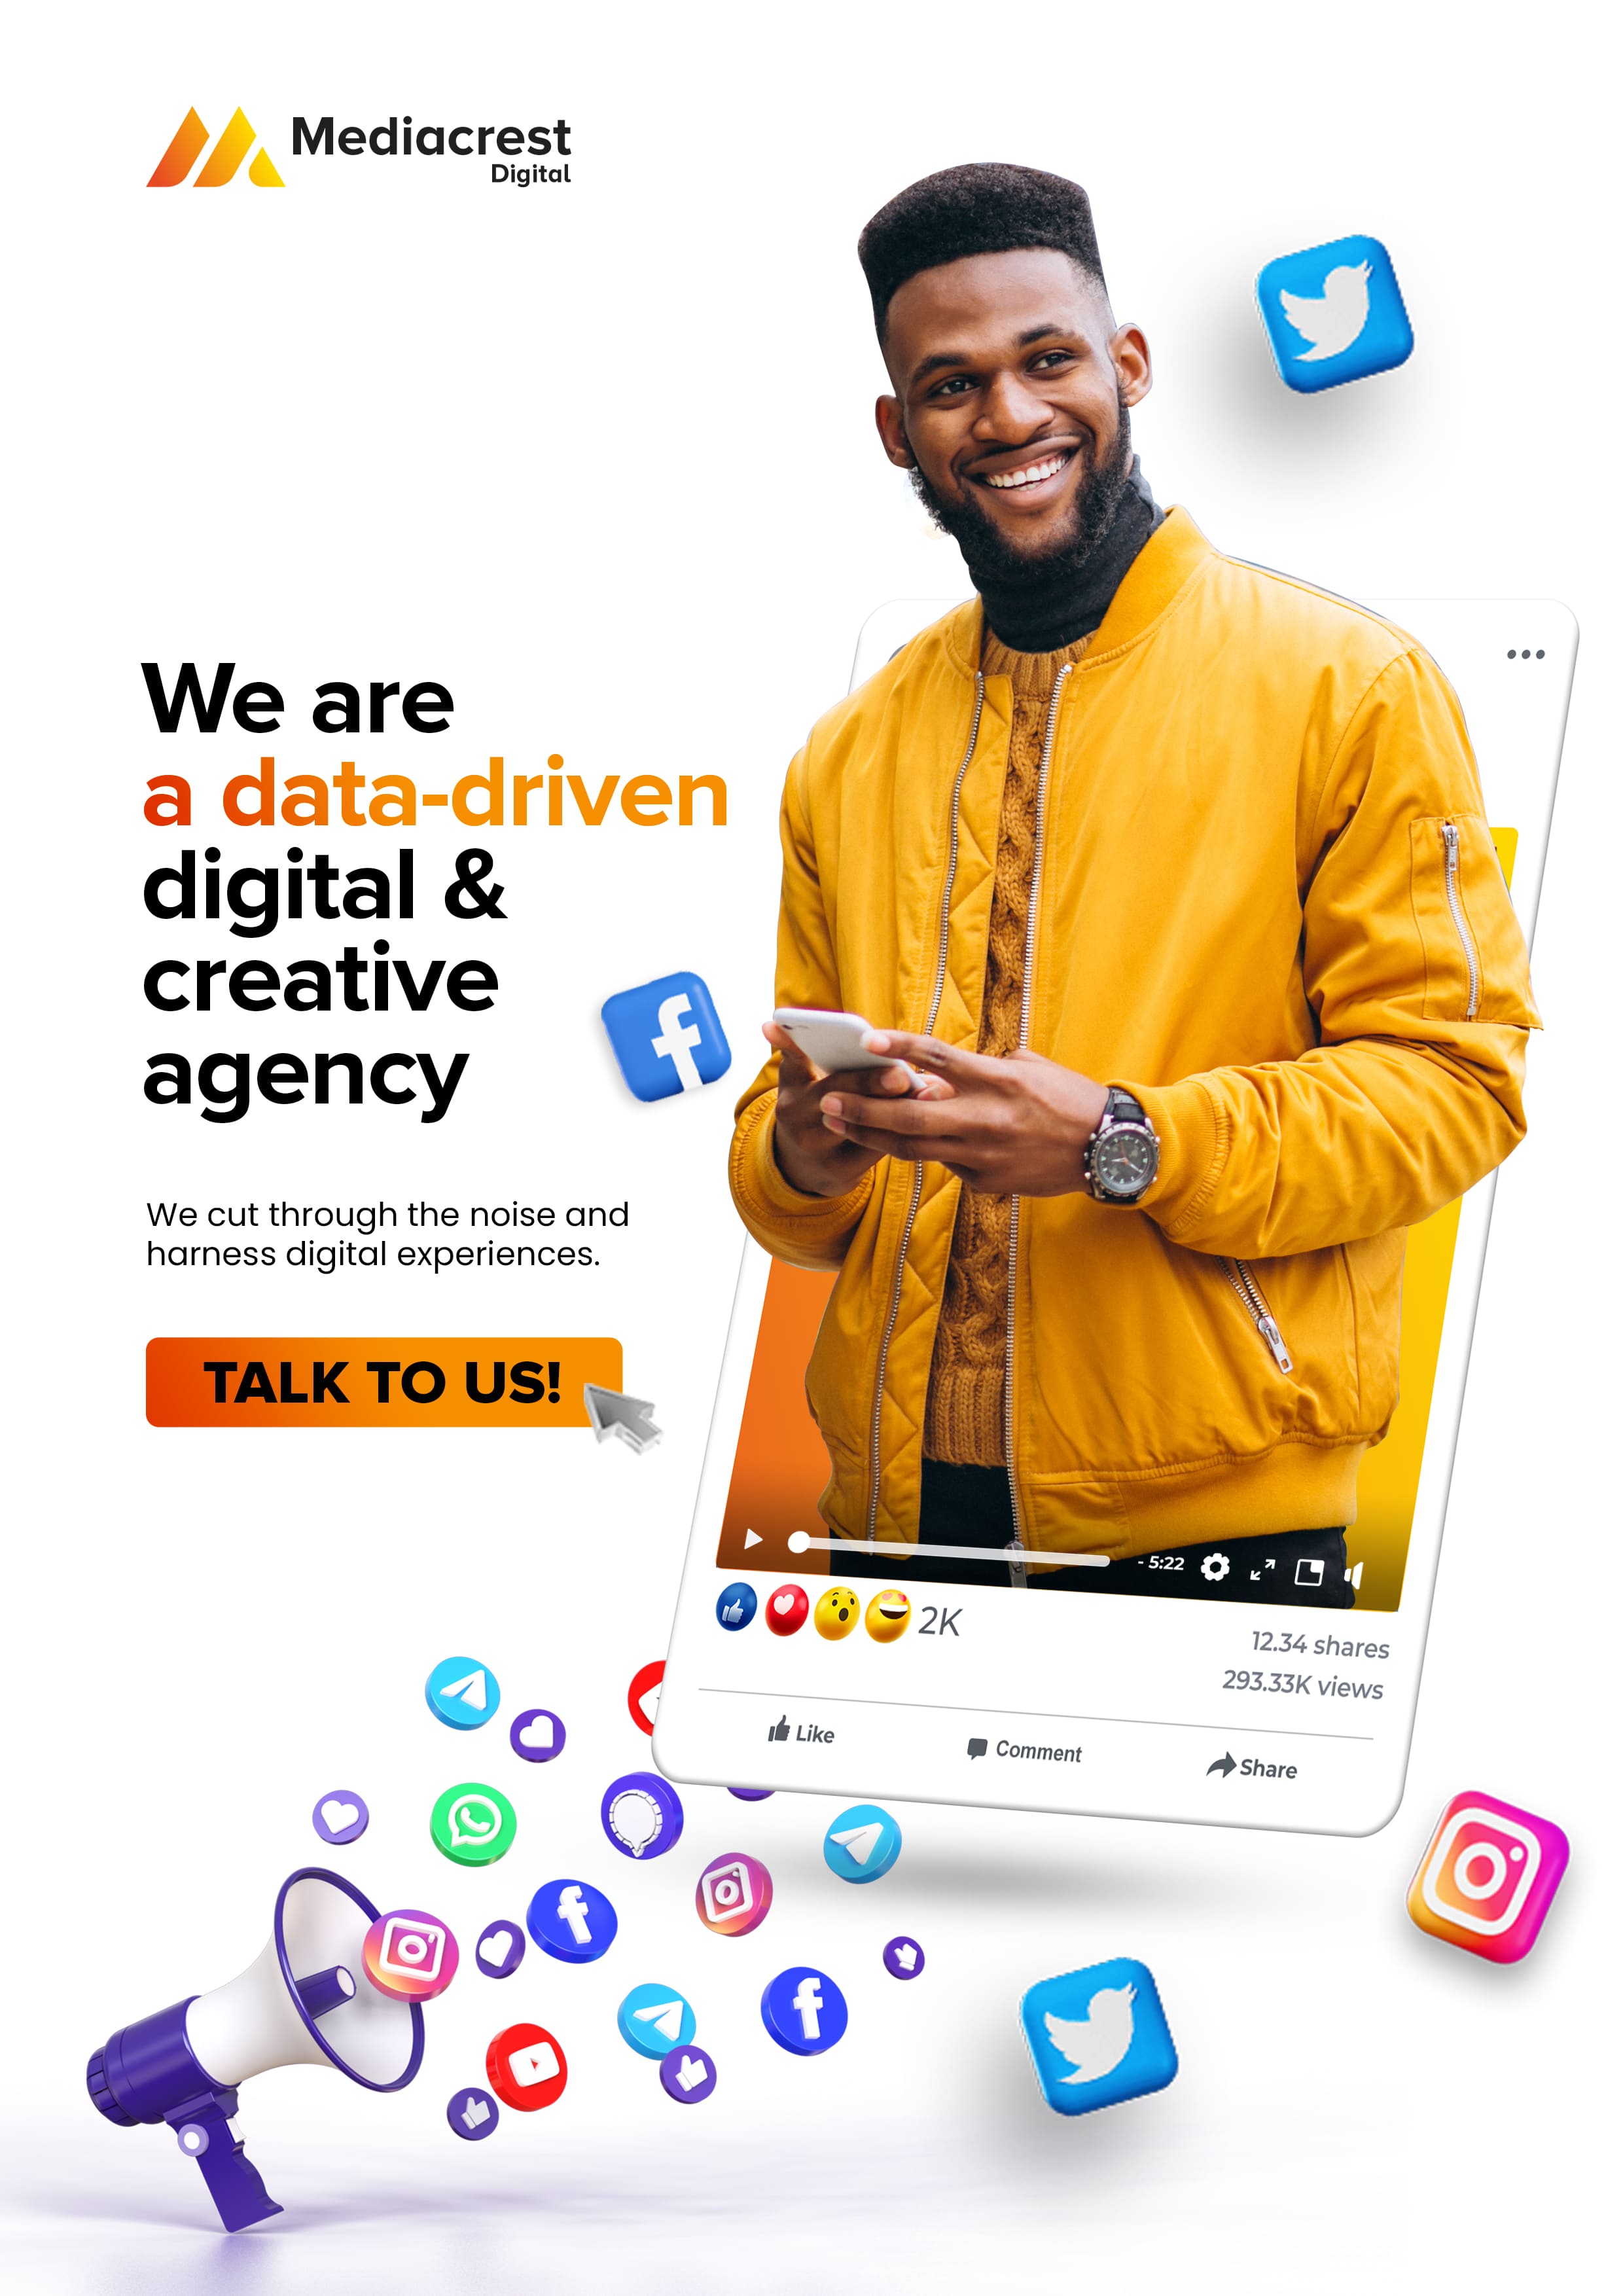 Mediacrest
Digital
We are
a data-driven
digital &
creative
agency
We cut through the noise and
harness digital experiences.
TALK TO US!
- 5:22
2K
12.34 shares
293.33K views
Like
Comment
Share